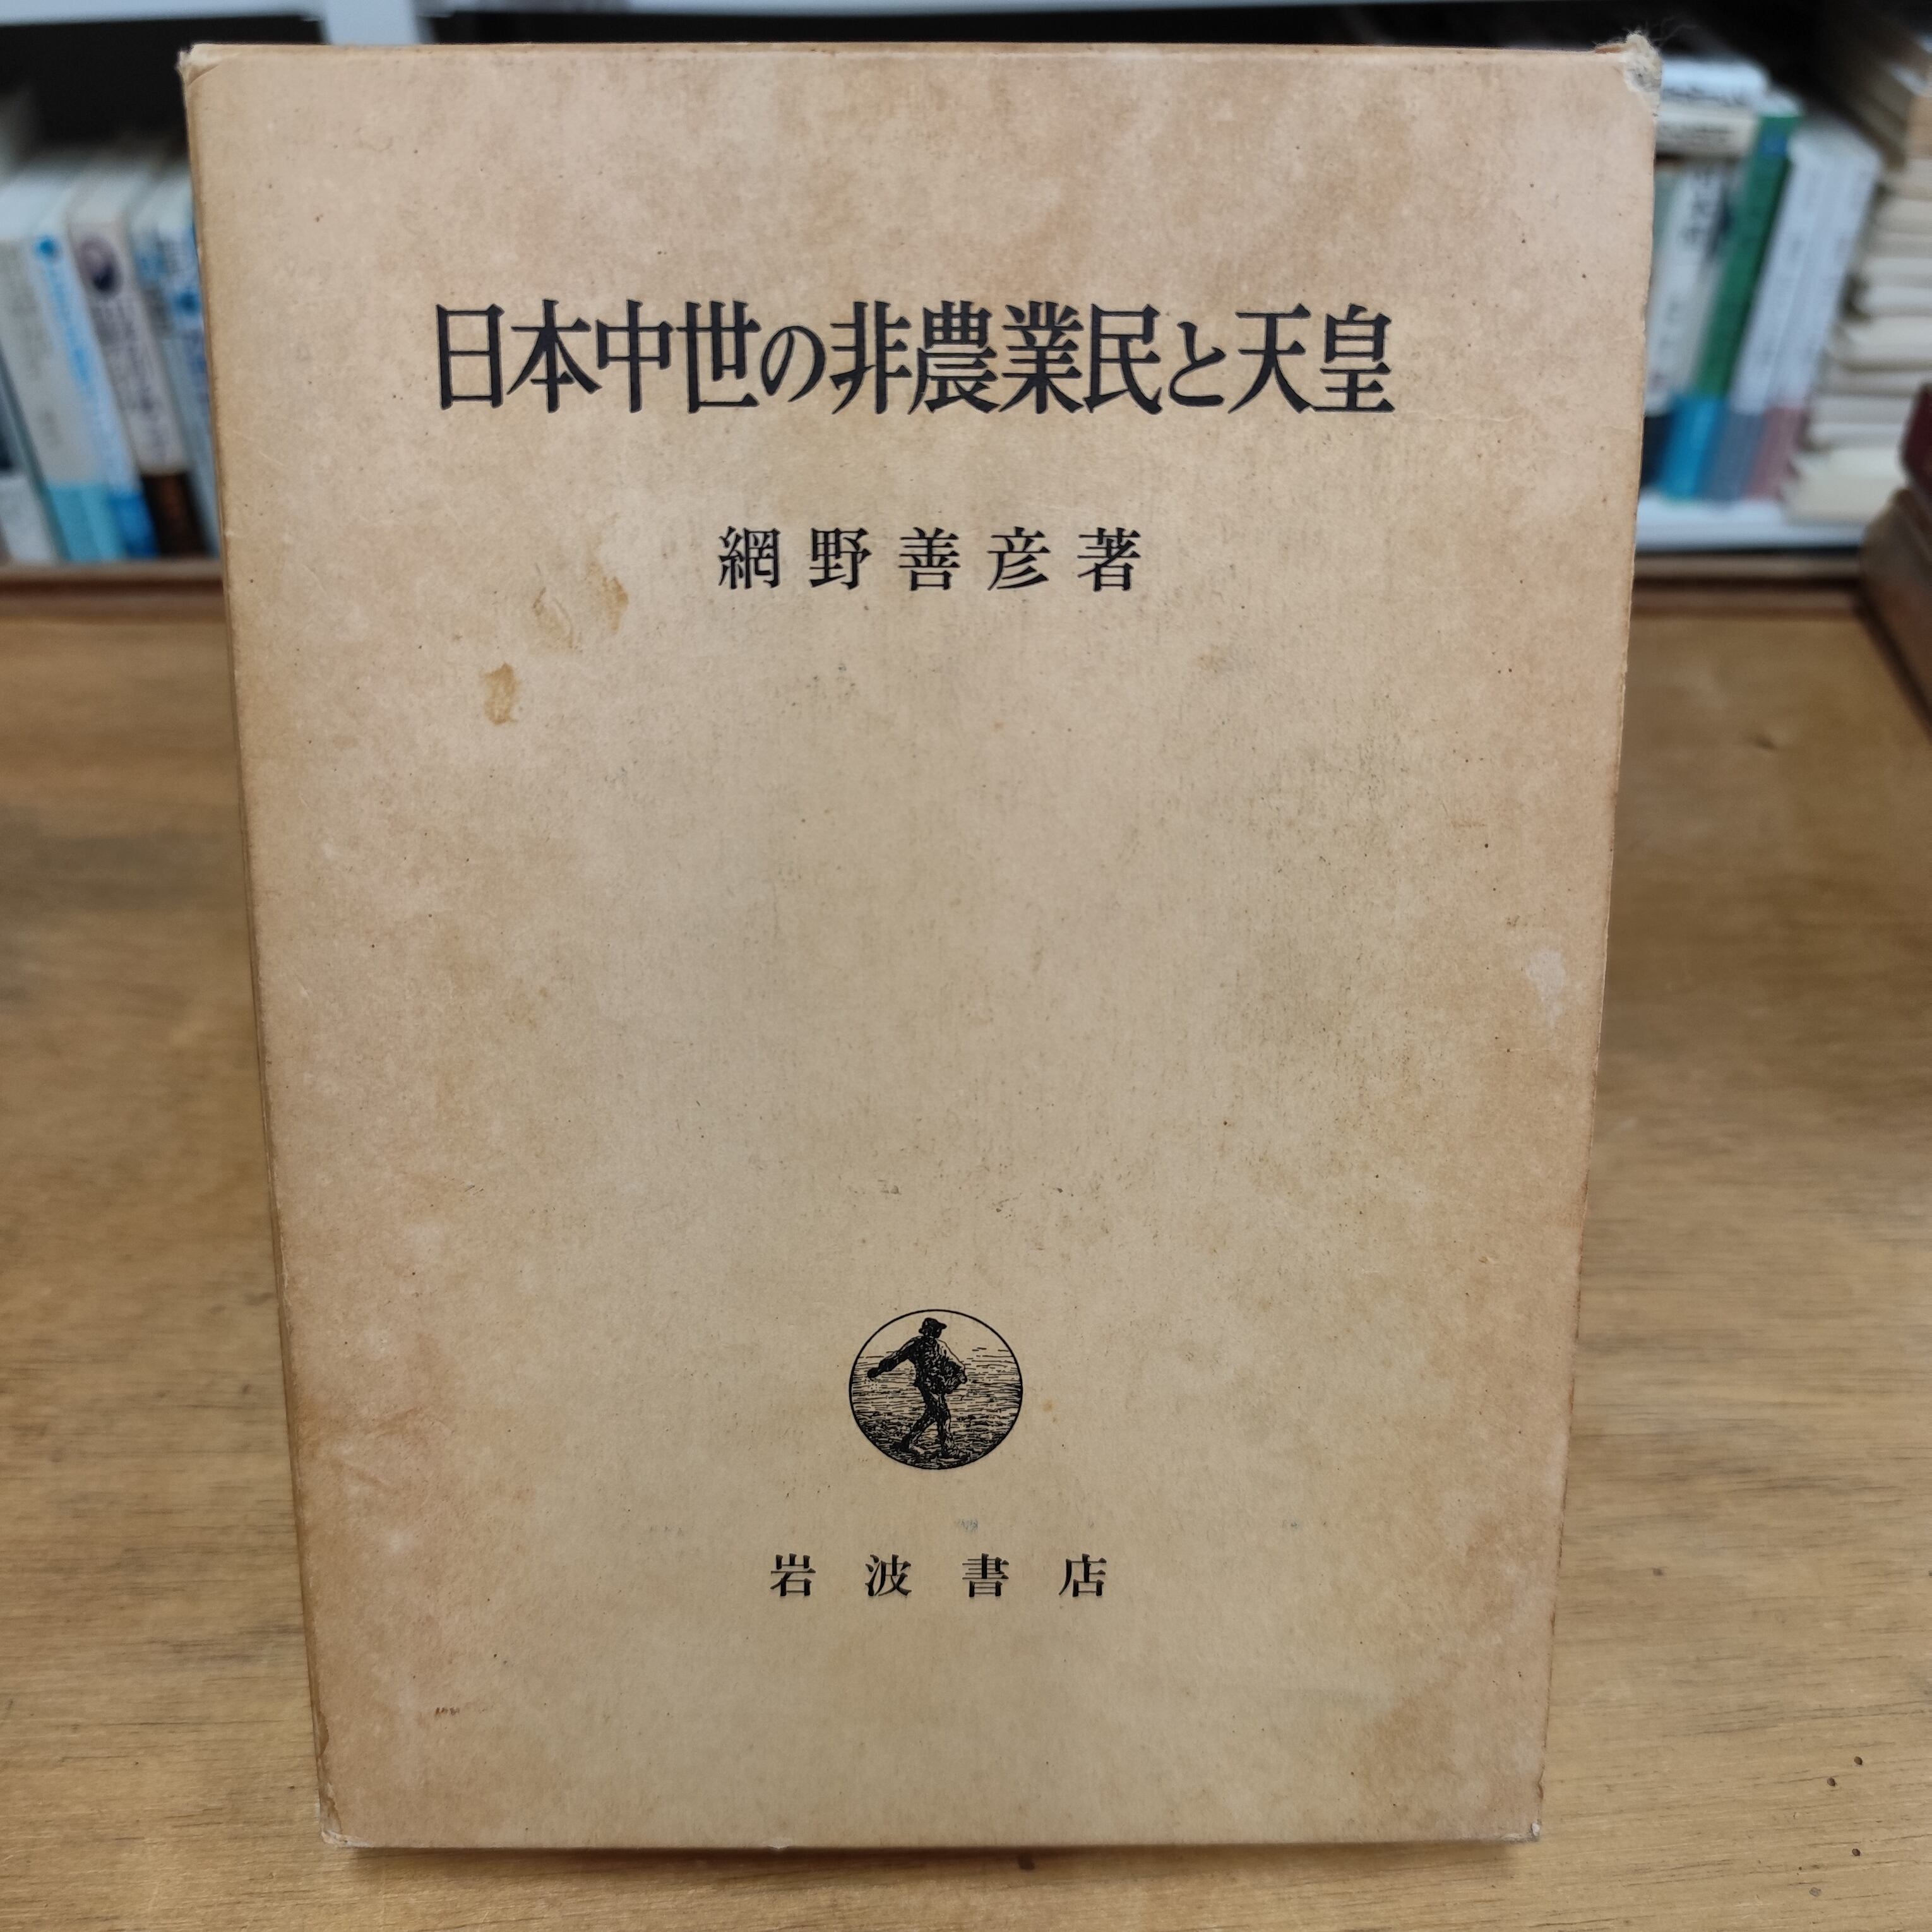 日本中世の非農業民と天皇
網野善彦著
岩波書店